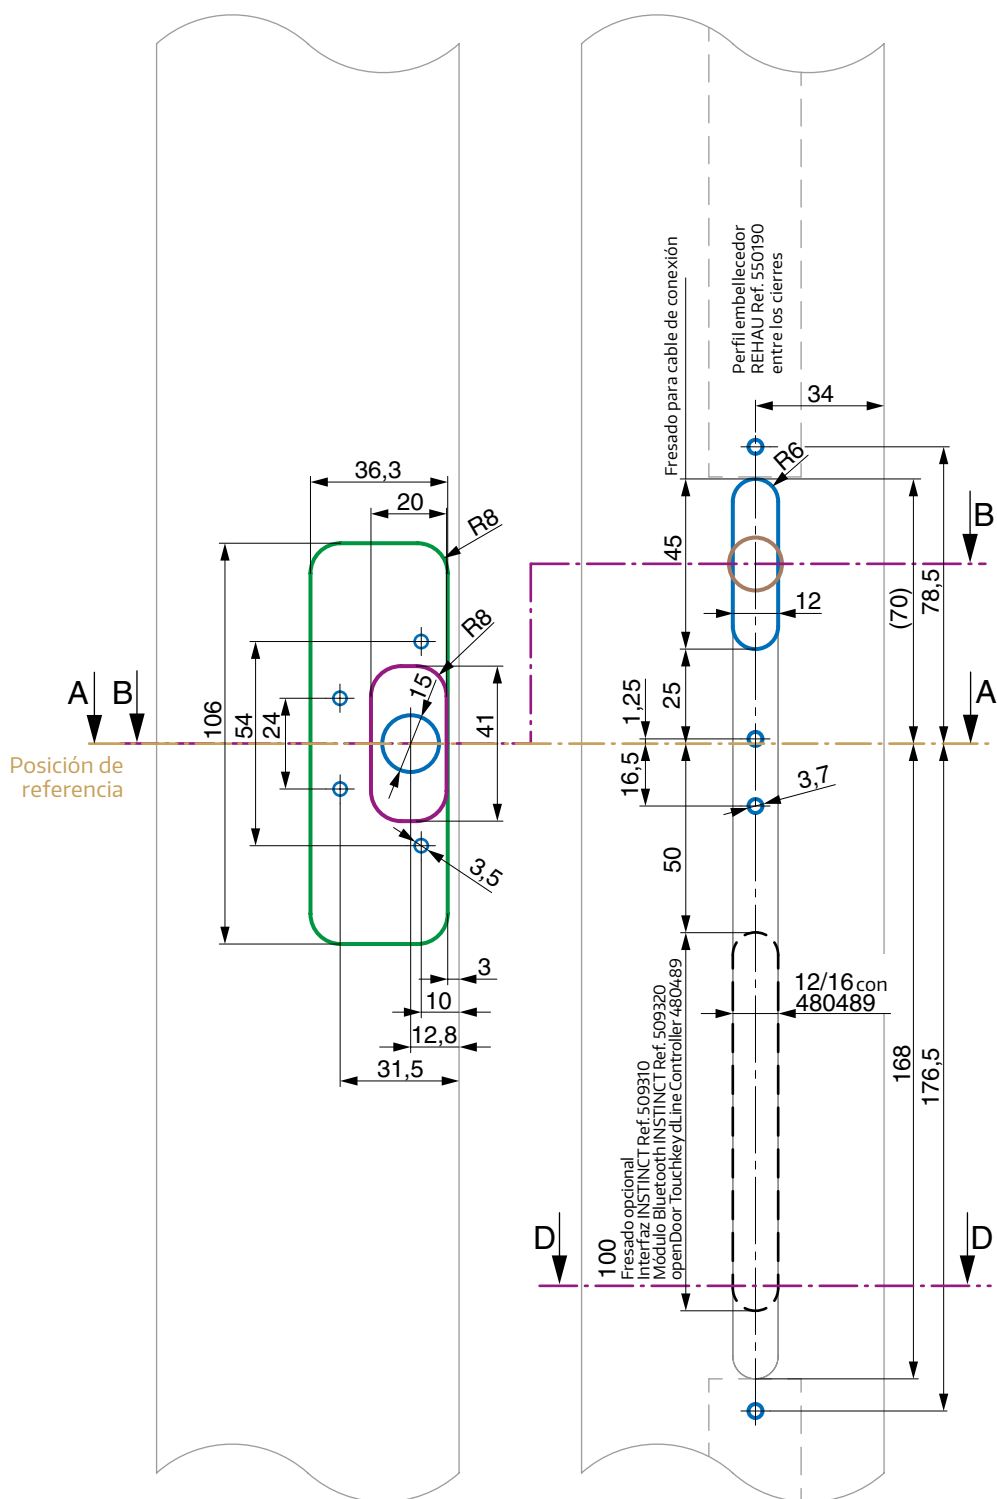 Fresado para cable de conexión
Perfil embellecedor
REHAU Ref. 550190
entre los cierres
34
36,3
20
R8
R6
45
B
12
(70)
78,5
R8
15
A
B
106
54
24
41
1,25
25
A
Posición de
referencia
16,5
3,7
3,5
50
3
10
12,8
31,5
12/16 con
480489
168
176,5
100
Fresado opcional
Interfaz INSTINCT Ref. 509310
Módulo Bluetooth INSTINCT Ref. 509320
openDoor Touchkey dLine Controller 480489
D
D